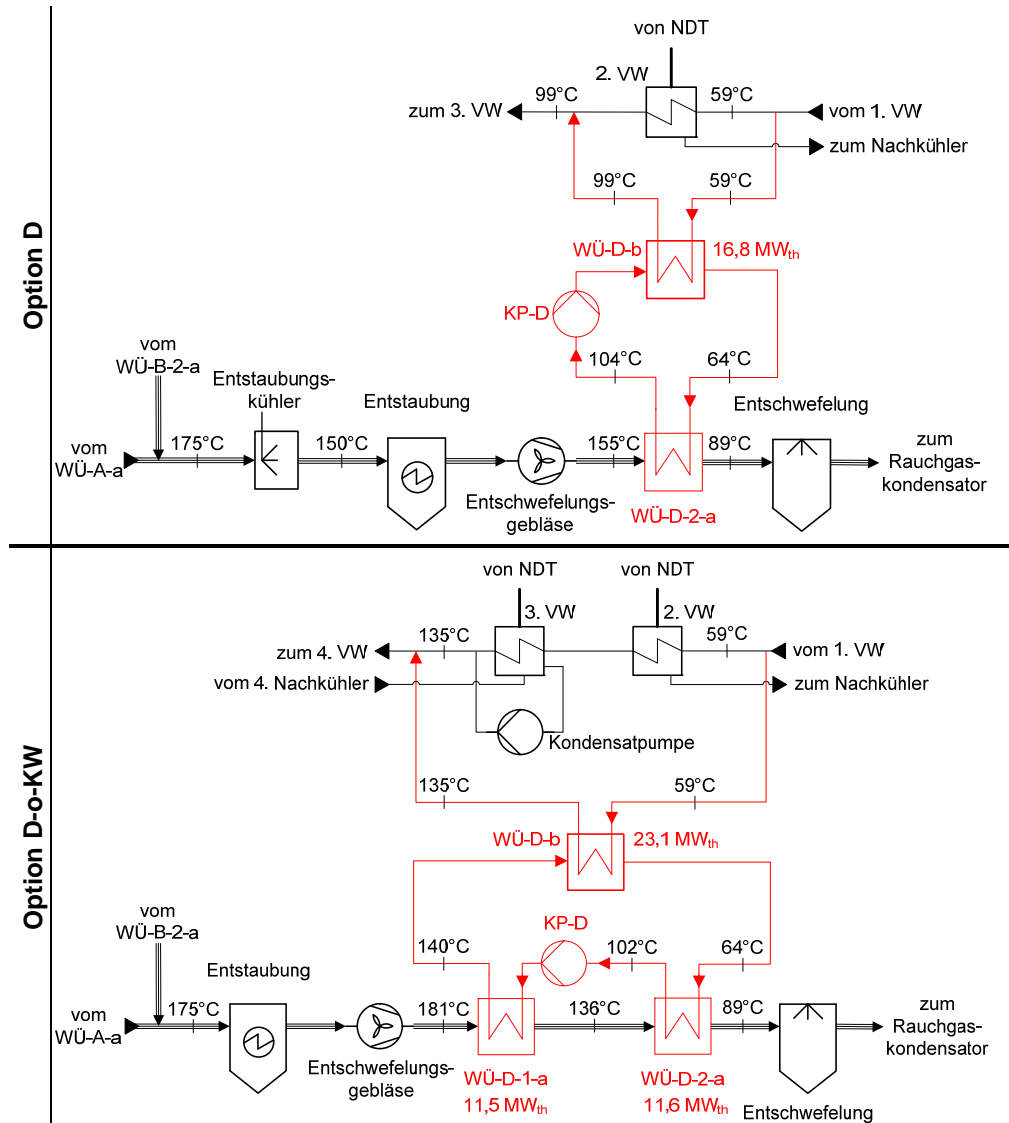 Option D
von NDT
2. VW
zum 3. VW
99°C
59°C
vom 1. VW
zum Nachkühler
99°C
59°C
WÜ-D-b
16,8 MWth
KP-D
104°C
64°C
vom
WÜ-B-2-a
Entstaubungs-
kühler
Entstaubung
Entschwefelung
vom
WÜ-A-a
175°C
150°C
155°C
89°C
zum
Rauchgas-
kondensator
Entschwefelungs-
gebläse
WÜ-D-2-a
Option D-o-KW
von NDT
von NDT
3. VW
2. VW
135°C
59°C
zum 4. VW
vom 1. VW
vom 4. Nachkühler
zum Nachkühler
Kondensatpumpe
135°C
59°C
WÜ-D-b
23,1 MWth
KP-D
vom
WÜ-B-2-a
140°C
102°C
64°C
Entstaubung
vom
WÜ-A-a
175°C
181°C
136°C
89°C
zum
Rauchgas-
kondensator
Entschwefelungs-
gebläse
WÜ-D-1-a
11,5 MWth
WÜ-D-2-a
11,6 MWth
Entschwefelung